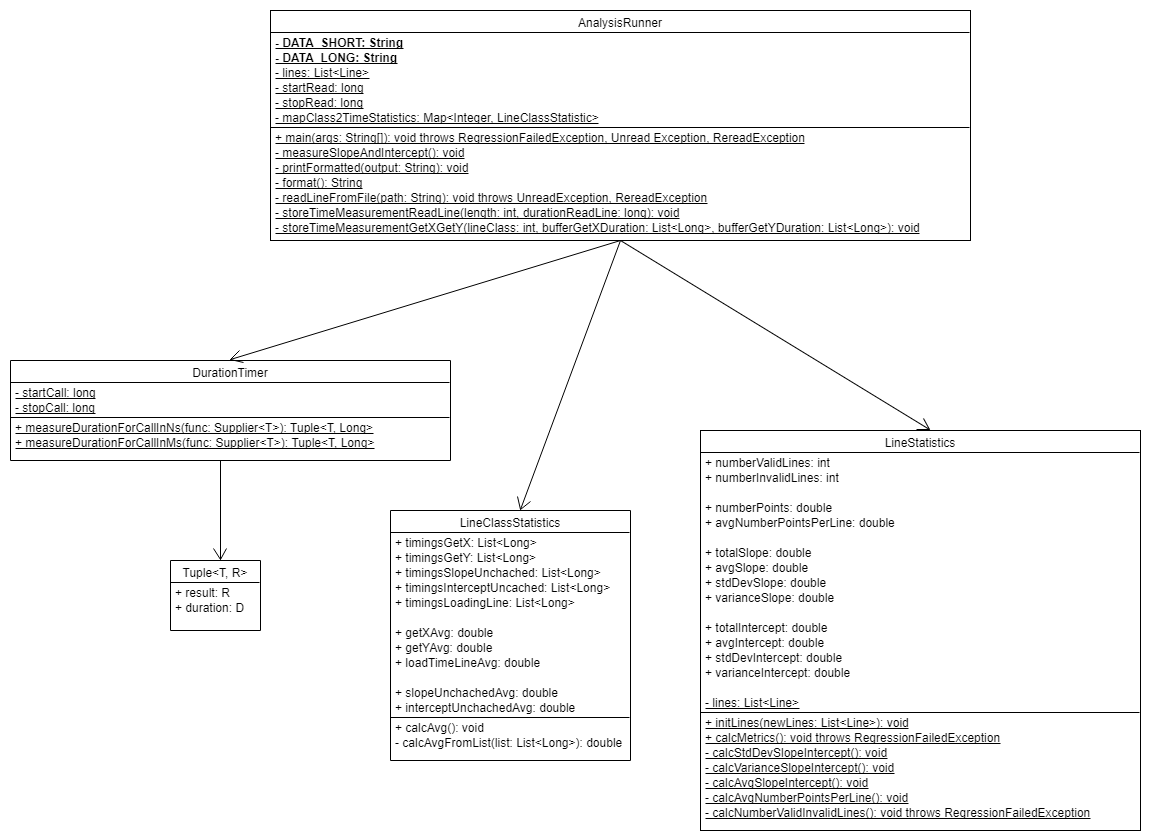 AnalysisRunner
- DATA_SHORT: String
- DATA_LONG: String
- lines: List<Line>
- startRead: long
- stopRead: long
- mapClass2TimeStatistics: Map<Integer, LineClassStatistic>
+ main(args: String[]): void throws RegressionFailedException, Unread Exception, RereadException
- measureSlopeAndIntercept(): void
- printFormatted(output: String): void
- format(): String
- readLineFromFile(path: String): void throws UnreadException, RereadException
- storeTimeMeasurementReadLine(length: int, durationReadLine: long): void
- storeTimeMeasurementGetXGetY(lineClass: int, bufferGetXDuration: List<Long>, bufferGetYDuration: List<Long>): void
DurationTimer
- startCall: long
- stopCall: long
+ measureDurationForCallInNs(func: Supplier<T>): Tuple<T, Long>
+ measureDurationForCallInMs(func: Supplier<T>): Tuple<T, Long>
Tuple<T, R>
+ result: R
+ duration: D
LineClassStatistics
+ timingsGetX: List<Long>
+ timingsGetY: List<Long>
+ timingsSlopeUnchached: List<Long>
+ timingsInterceptUncached: List<Long>
+ timingsLoadingLine: List<Long>
+ getXAvg: double
+ getYAvg: double
+ loadTimeLineAvg: double
+ slopeUnchachedAvg: double
+ interceptUnchachedAvg: double
+ calcAvg(): void
- calcAvgFromList(list: List<Long>): double
LineStatistics
+ numberValidLines: int
+ numberInvalidLines: int
+ numberPoints: double
+ avgNumberPointsPerLine: double
+ totalSlope: double
+ avgSlope: double
+ stdDevSlope: double
+ varianceSlope: double
+ totalIntercept: double
+ avgIntercept: double
+ stdDevIntercept: double
+ varianceIntercept: double
- lines: List<Line>
+ initLines(newLines: List<Line>): void
+ calcMetrics(): void throws RegressionFailedException
- calcStdDevSlopeIntercept(): void
- calcVarianceSlopeIntercept(): void
- calcAvgSlopeIntercept(): void
- calcAvgNumberPointsPerLine(): void
- calcNumberValidInvalidLines(): void throws RegressionFailedException